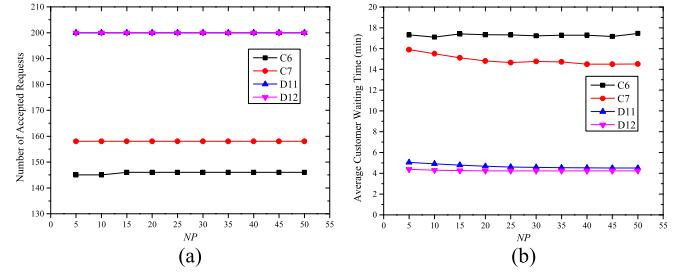 Number of Accepted Requests
210
200
190
180
170
160
150
140
130
0 5 10 15 20 25 30 35 40 45 50 55
NP
C6
C7
D11
D12
(a)
Average Customer Waiting Time (min)
20
18
16
14
12
10
8
6
4
2
0
0 5 10 15 20 25 30 35 40 45 50 55
NP
C6
C7
D11
D12
(b)